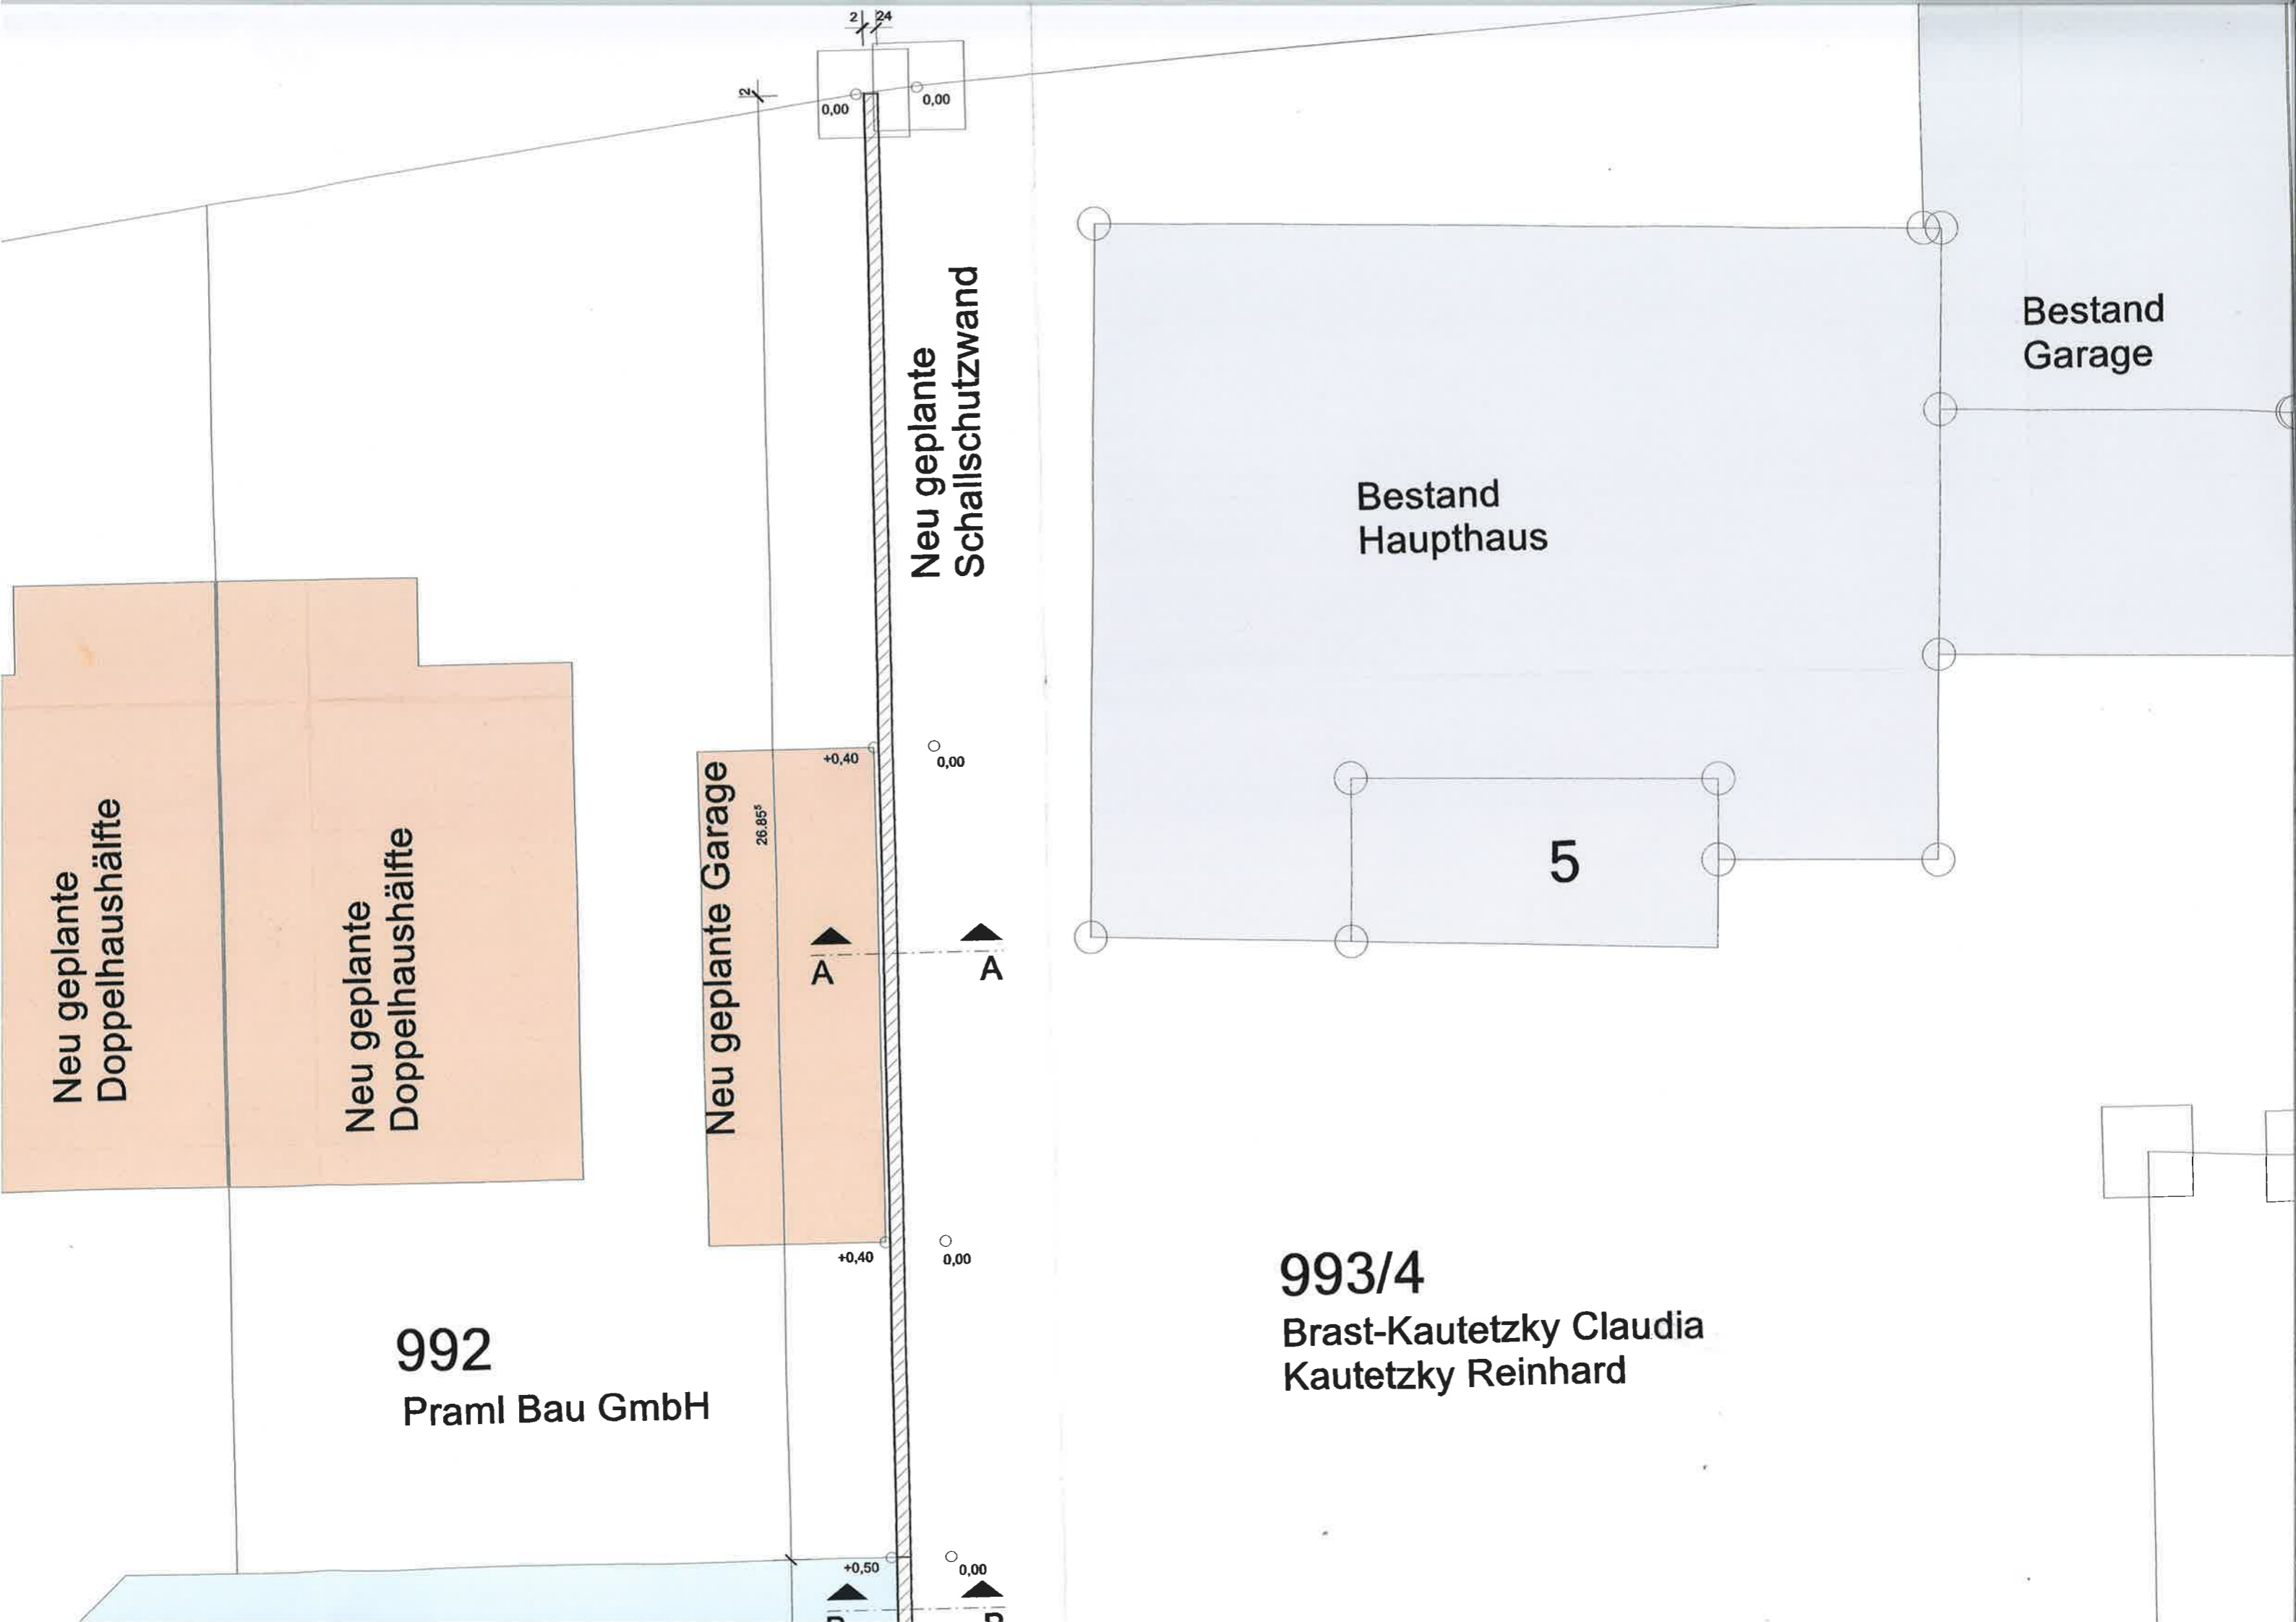 2 24
2
0,00
0,00
Neu geplante
Schallschutzwand
Bestand
Garage
Bestand
Haupthaus
+0,40
0,00
Neu geplante
Doppelhaushälfte
Neu geplante
Doppelhaushälfte
Neu geplante Garage
26.85⁵
5
A
A
+0,40
0,00
993/4
Brast-Kautetzky Claudia
Kautetzky Reinhard
992
Praml Bau GmbH
+0,50
0,00